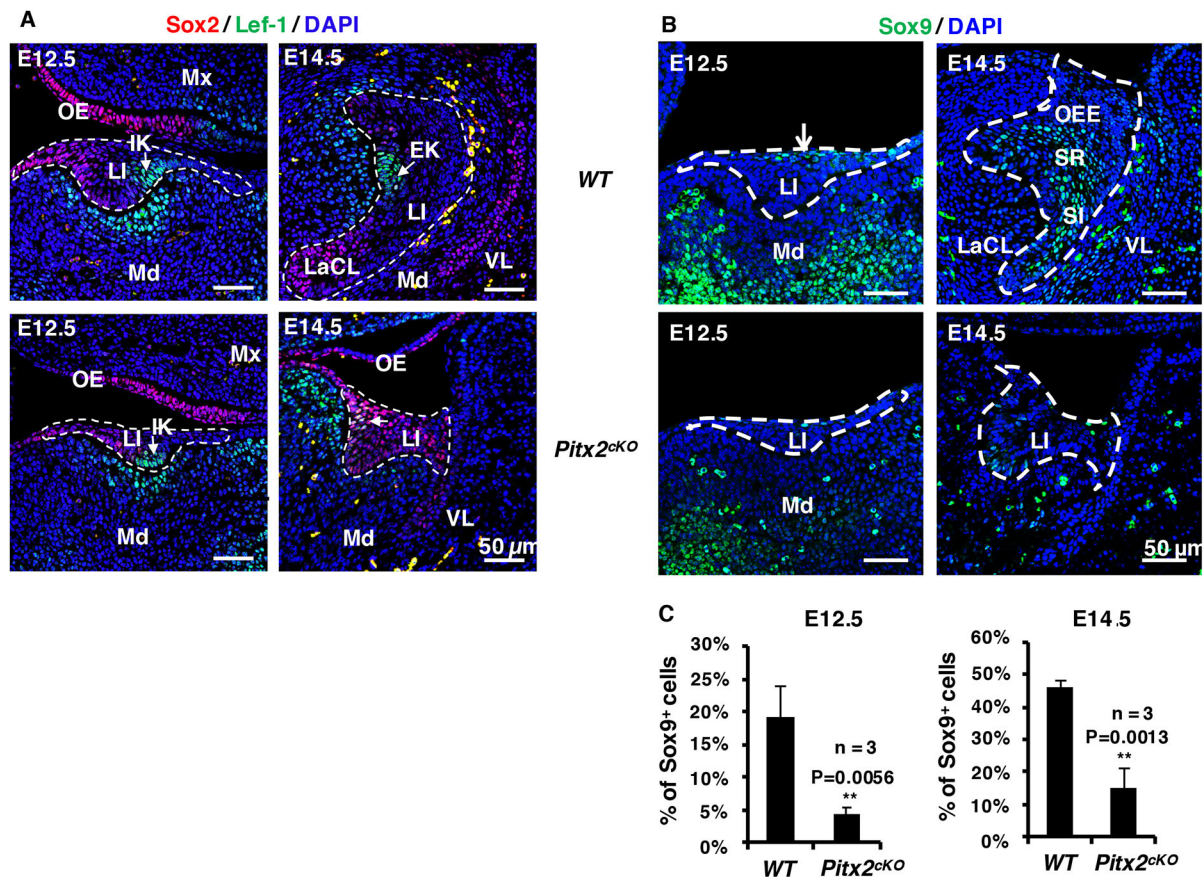 A
Sox2/Lef-1/DAPI
E12.5
Mx
OE
IK
LI
Md
E14.5
EK
LI
LaCL
Md
VL
WT
E12.5
Mx
OE
LI
IK
Md
E14.5
OE
LI
VL
Md
50 µm
Pitx2cKO
B
Sox9/DAPI
E12.5
LI
Md
E14.5
OEE
SR
SI
LaCL
VL
E12.5
LI
Md
E14.5
LI
50 µm
C
E12.5
% of Sox9+ cells
30%
25%
20%
15%
10%
5%
0%
n = 3
P=0.0056
**
WT
Pitx2cKO
E14.5
% of Sox9+ cells
60%
50%
40%
30%
20%
10%
0%
n = 3
P=0.0013
**
WT
Pitx2cKO